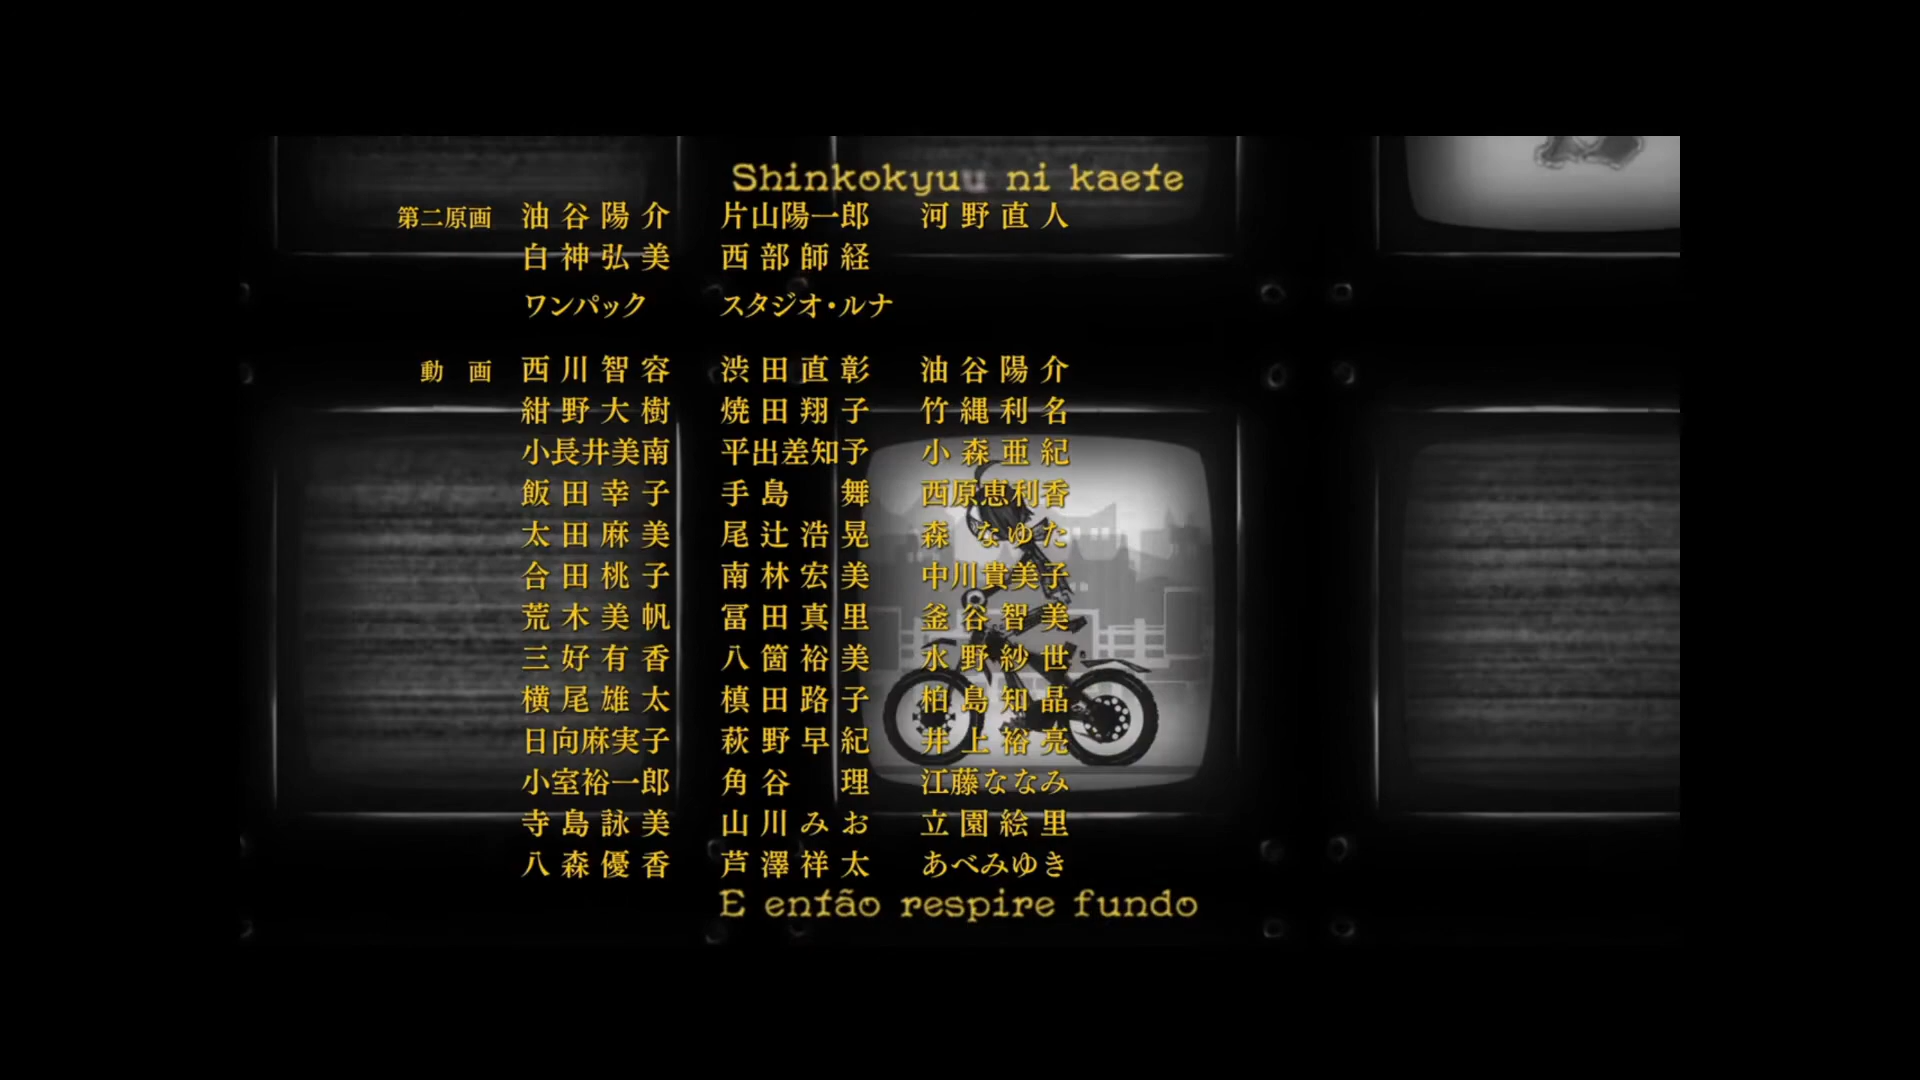 Shinkokyuu ni kaete
第二原画 油谷陽介 片山陽一郎 河野直人
白神弘美 西部師経
ワンパック スタジオ・ルナ
動画 西川智容 渋田直彰 油谷陽介
紺野大樹 焼田翔子 竹縄利名
小長井美南 平出差知子 小森亜紀
飯田幸子 手島舞 西原恵利香
太田麻美 尾辻浩晃 森なゆた
合田桃子 南林宏美 中川貴美子
荒木美帆 冨田真里 釜谷智美
三好有香 八箇裕美 水野紗世
横尾雄太 槙田路子 柏島知晶
日向麻実子 萩野早紀 井上裕亮
小室裕一郎 角谷理 江藤ななみ
寺島詠美 山川みお 立園絵里
八森優香 芦澤祥太 あべみゆき
E então respire fundo